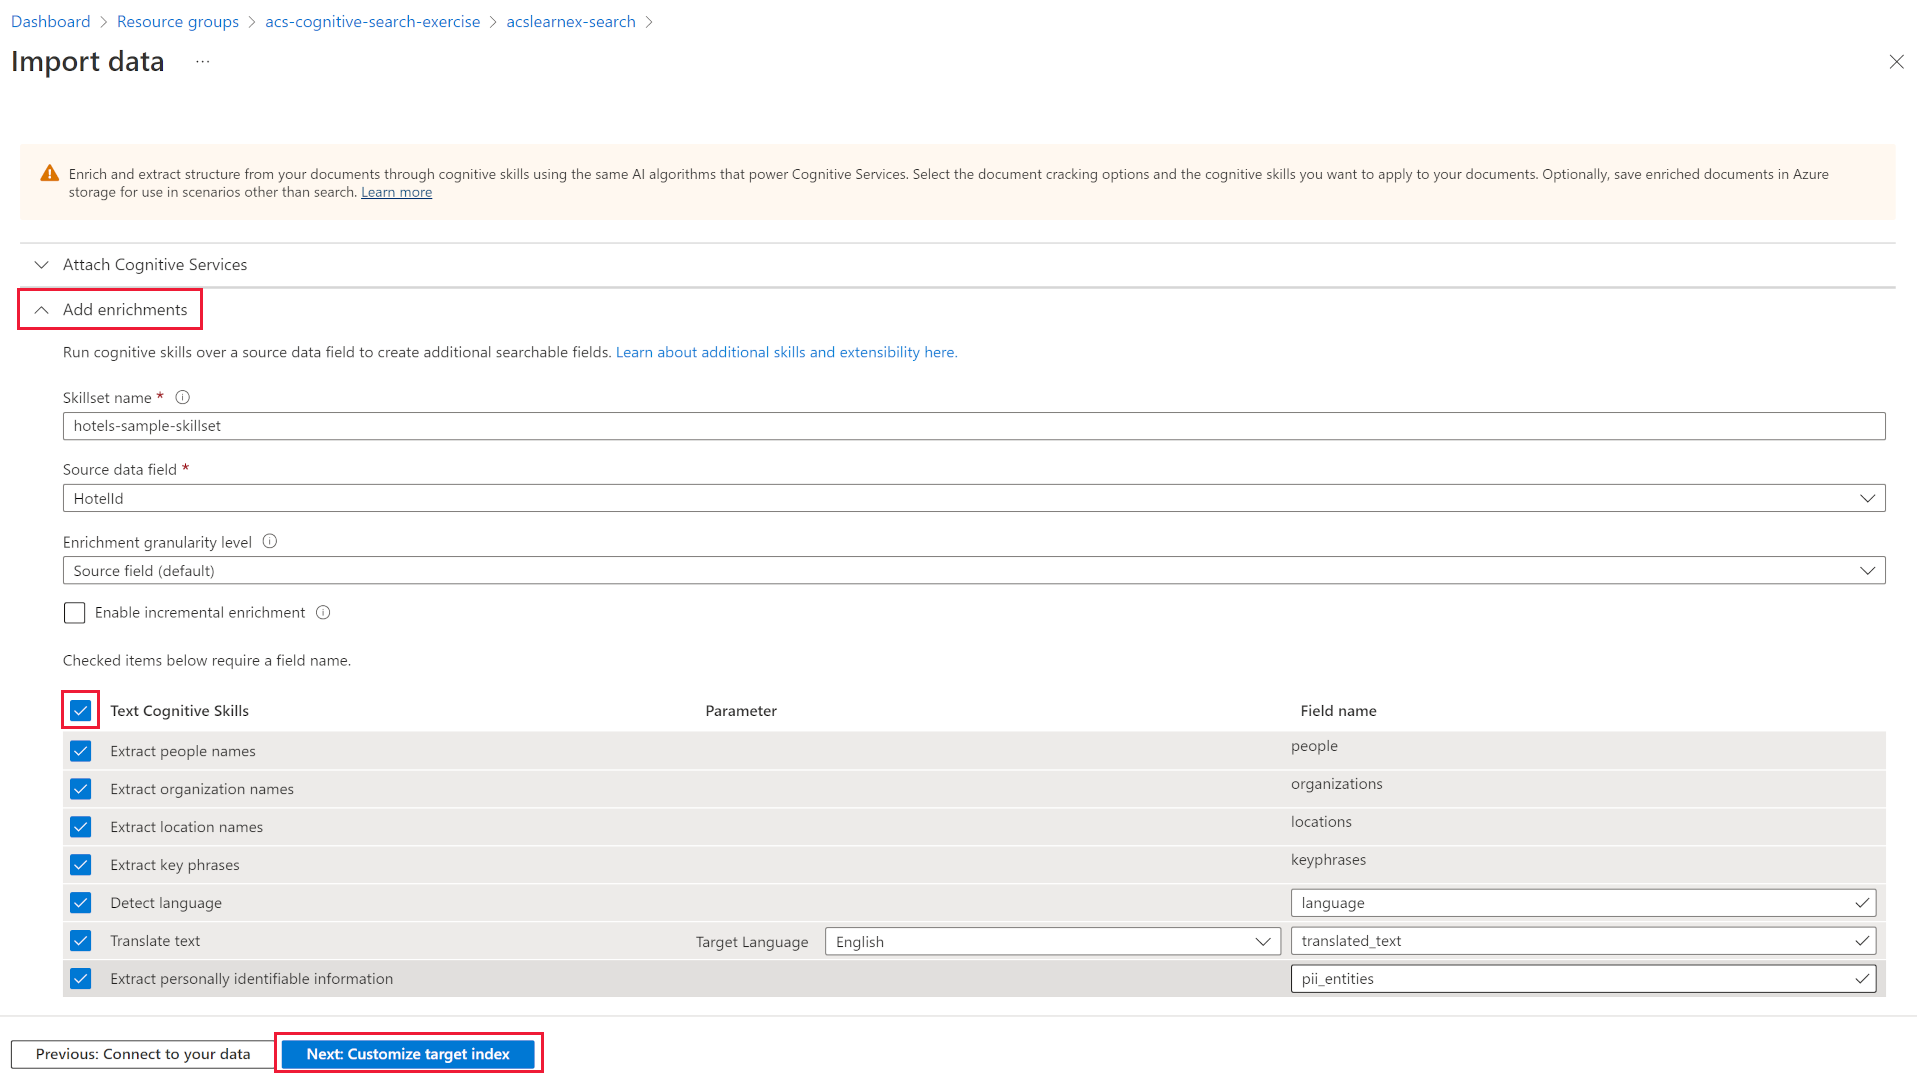 Dashboard > Resource groups > acs-cognitive-search-exercise > acslearnex-search >
Import data ...
Enrich and extract structure from your documents through cognitive skills using the same AI algorithms that power Cognitive Services. Select the document cracking options and the cognitive skills you want to apply to your documents. Optionally, save enriched documents in Azure
storage for use in scenarios other than search. Learn more
Attach Cognitive Services
Add enrichments
Run cognitive skills over a source data field to create additional searchable fields. Learn about additional skills and extensibility here.
Skillset name *
hotels-sample-skillset
Source data field *
HotelId
Enrichment granularity level
Source field (default)
Enable incremental enrichment
Checked items below require a field name.
Text Cognitive Skills Parameter Field name
Extract people names people
Extract organization names organizations
Extract location names locations
Extract key phrases keyphrases
Detect language language
Translate text Target Language English translated_text
Extract personally identifiable information pii_entities
Previous: Connect to your data Next: Customize target index